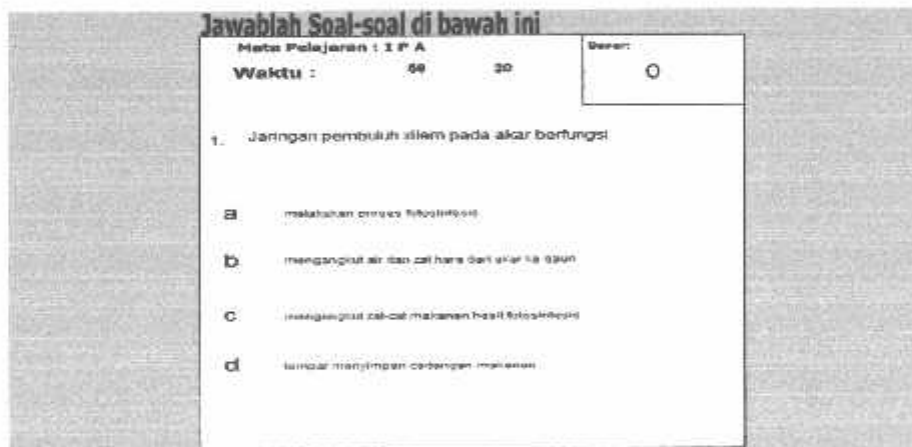 Jawablah Soal-soal di bawah ini
Mata Pelajaran : I P A
Benar:
Waktu : 59 20
0
1. Jaringan pembuluh xilem pada akar berfungsi
a melakukan proses fotosintesis
b mengangkut air dan zat hara dari akar ke daun
c mengangkut zat-zat makanan hasil fotosintesis
d tempat menyimpan cadangan makanan